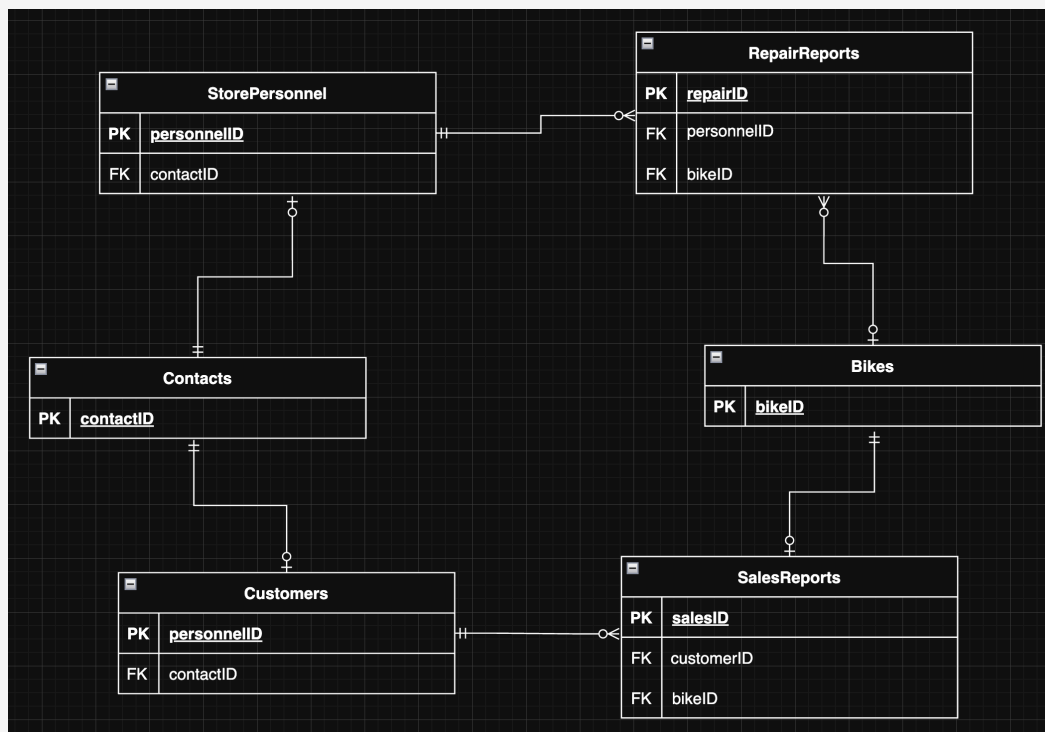 StorePersonnel
PK personnelID
FK contactID
RepairReports
PK repairID
FK personnelID
FK bikeID
Contacts
PK contactID
Bikes
PK bikeID
Customers
PK personnelID
FK contactID
SalesReports
PK salesID
FK customerID
FK bikeID